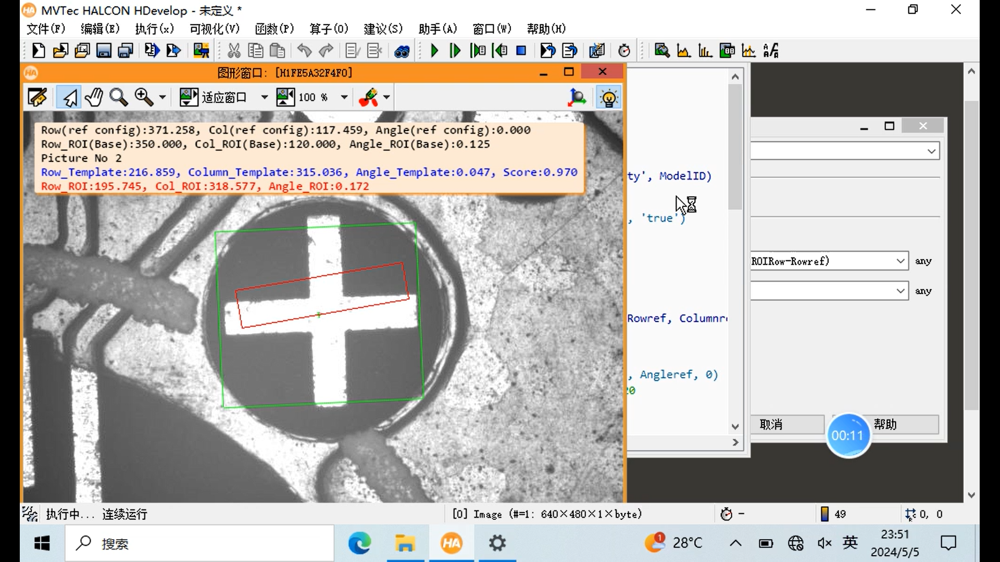 MVTec HALCON HDevelop - 未定义 *
文件(F) 编辑(E) 执行(x) 可视化(V) 函数(P) 算子(O) 建议(S) 助手(A) 窗口(W) 帮助(H)
图形窗口: [H1FE5A32F4F0]
适应窗口 100 %
Row(ref config):371.258, Col(ref config):117.459, Angle(ref config):0.000
Row_ROI(Base):350.000, Col_ROI(Base):120.000, Angle_ROI(Base):0.125
Picture No 2
Row_Template:216.859, Column_Template:315.036, Angle_Template:0.047, Score:0.970
Row_ROI:195.745, Col_ROI:318.577, Angle_ROI:0.172
ty', ModelID)
, 'true')
ROIRow-Rowref) any
any
Rowref, Columnr
, Angleref, 0)
20
取消 帮助
00:11
执行中... 连续运行 [0] Image (#=1: 640×480×1×byte) - 49 0, 0
搜索 1 28°C 英 23:51
2024/5/5